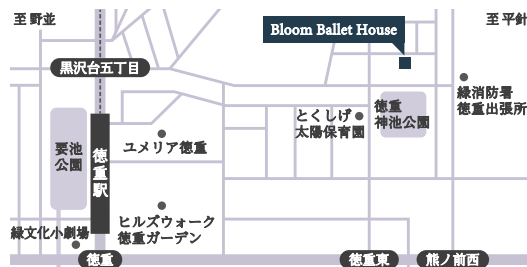 至 野並
至 平針
Bloom Ballet House
黒沢台五丁目
緑消防署
徳重出張所
とくしげ
太陽保育園
徳重
神池公園
要池
公園
徳重駅
ユメリア徳重
ヒルズウォーク
徳重ガーデン
緑文化小劇場
徳重
徳重東
熊ノ前西